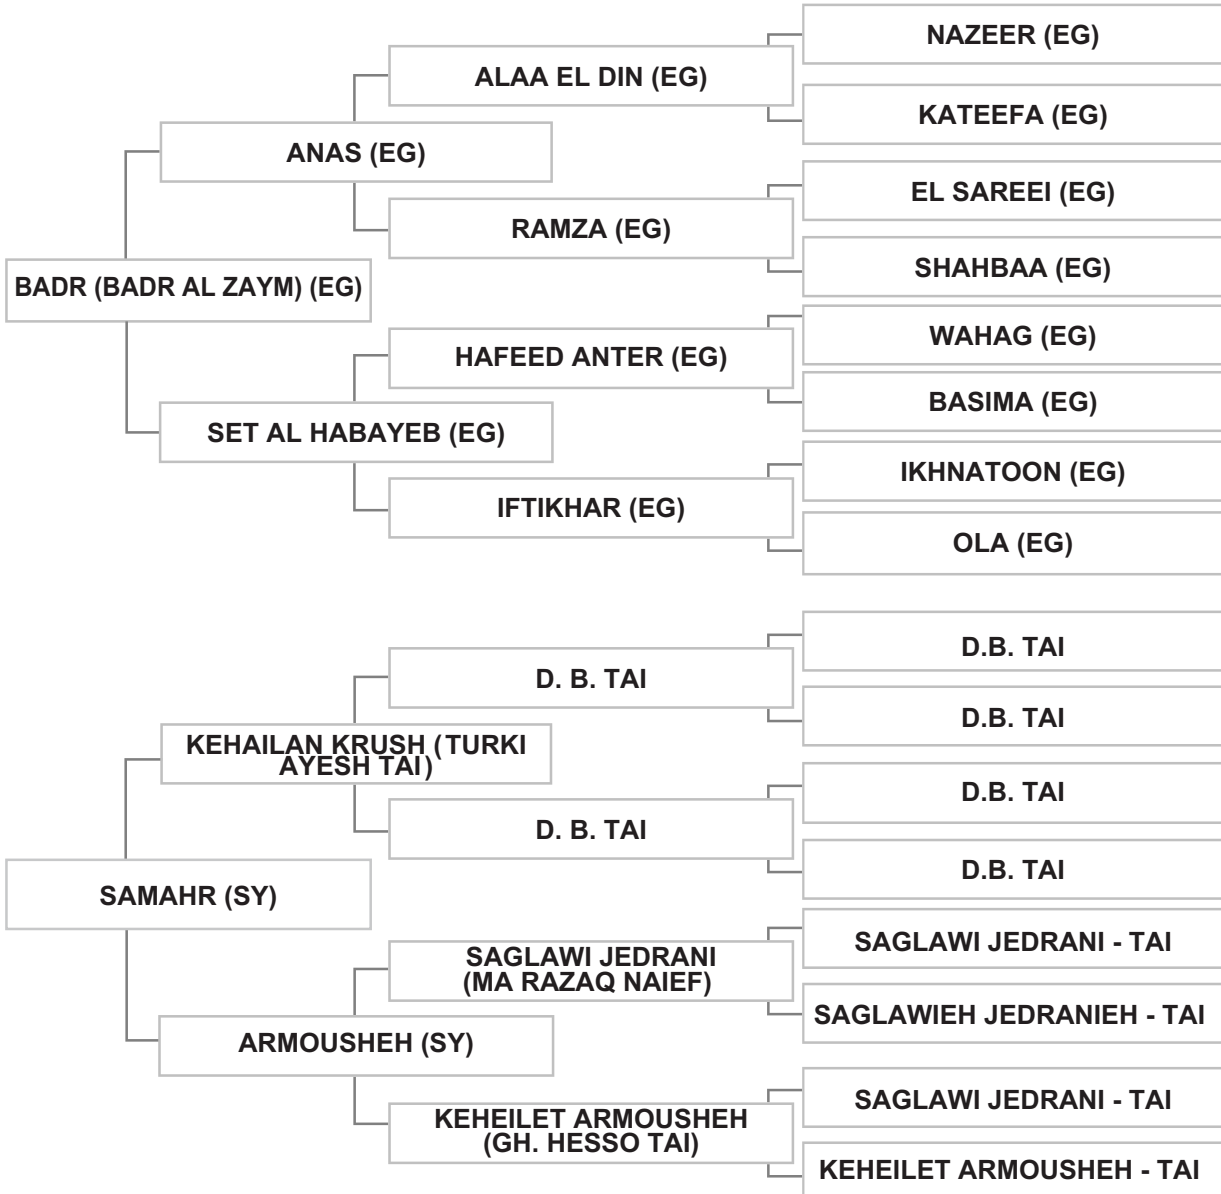 NAZEER (EG)
ALAA EL DIN (EG)
KATEEFA (EG)
ANAS (EG)
EL SAREEI (EG)
RAMZA (EG)
SHAHBAA (EG)
BADR (BADR AL ZAYM) (EG)
WAHAG (EG)
HAFEED ANTER (EG)
BASIMA (EG)
SET AL HABAYEB (EG)
IKHNATOON (EG)
IFTIKHAR (EG)
OLA (EG)
D.B. TAI
D. B. TAI
D.B. TAI
KEHAILAN KRUSH (TURKI
AYESH TAI)
D.B. TAI
D. B. TAI
D.B. TAI
SAMAHR (SY)
SAGLAWI JEDRANI - TAI
SAGLAWI JEDRANI
(MA RAZAQ NAIEF)
SAGLAWIEH JEDRANIEH - TAI
ARMOUSHEH (SY)
SAGLAWI JEDRANI - TAI
KEHEILET ARMOUSHEH
(GH. HESSO TAI)
KEHEILET ARMOUSHEH - TAI